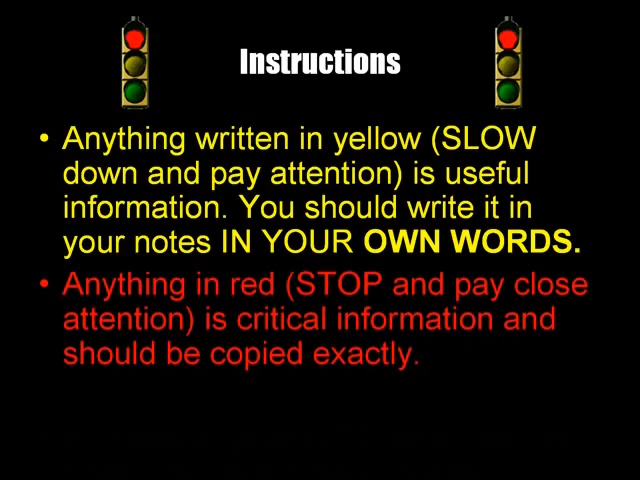 Instructions
• Anything written in yellow (SLOW
down and pay attention) is useful
information. You should write it in
your notes IN YOUR OWN WORDS.
• Anything in red (STOP and pay close
attention) is critical information and
should be copied exactly.